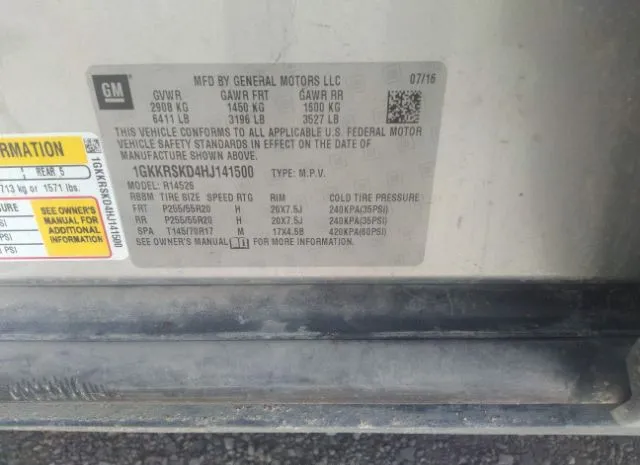 GM
MFD BY GENERAL MOTORS LLC 07/16
GVWR GAWR FRT GAWR RR
2908 KG 1450 KG 1600 KG
6411 LB 3196 LB 3527 LB
THIS VEHICLE CONFORMS TO ALL APPLICABLE U.S. FEDERAL MOTOR
VEHICLE SAFETY STANDARDS IN EFFECT ON THE DATE OF
MANUFACTURE SHOWN ABOVE.
1GKKRSKD4HJ141500 TYPE: M.P.V.
MODEL: R14526
TIRE SIZE SPEED RTG RIM COLD TIRE PRESSURE
FRT P255/55R20 H 20X7.5J 240KPA(35PSI)
RR P255/55R20 H 20X7.5J 240KPA(35PSI)
SPA T145/70R17 M 17X4.5B 420KPA(60PSI)
SEE OWNER'S MANUAL FOR MORE INFORMATION.
ORMATION
REAR 5
713 kg or 1571 lbs.
SURE
PSI
PSI
PSI
SEE OWNER'S
MANUAL FOR
ADDITIONAL
INFORMATION
1GKKRSKD4HJ141500